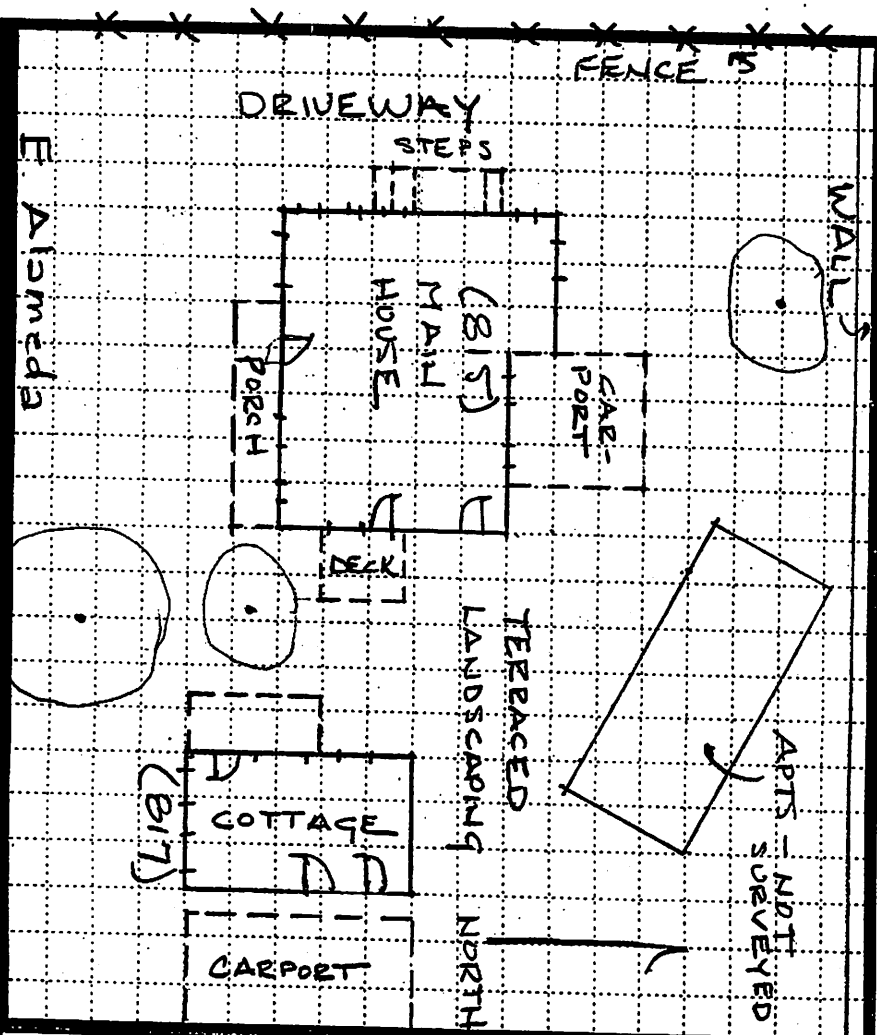 FENCE
DRIVEWAY
STEPS
WALL
E Alameda
(815)
MAIN
HOUSE
CAR-
PORT
PORCH
DECK
TERRACED
LANDSCAPING
APTS - NOT
SURVEYED
COTTAGE
(817)
CARPORT
NORTH